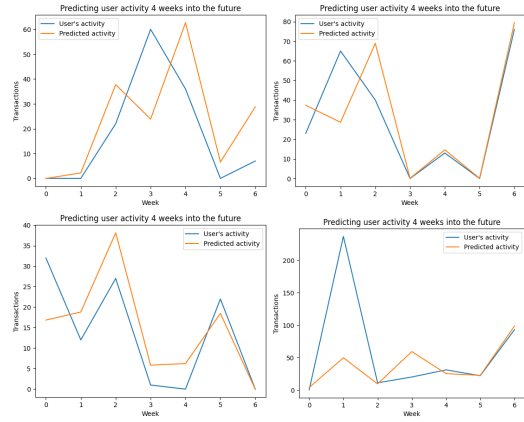 Predicting user activity 4 weeks into the future
User's activity
Predicted activity
60
50
40
30
20
10
0
Transactions
0 1 2 3 4 5 6
Week
Predicting user activity 4 weeks into the future
User's activity
Predicted activity
80
70
60
50
40
30
20
10
0
Transactions
0 1 2 3 4 5 6
Week
Predicting user activity 4 weeks into the future
User's activity
Predicted activity
40
35
30
25
20
15
10
5
0
Transactions
0 1 2 3 4 5 6
Week
Predicting user activity 4 weeks into the future
User's activity
Predicted activity
200
150
100
50
0
Transactions
0 1 2 3 4 5 6
Week